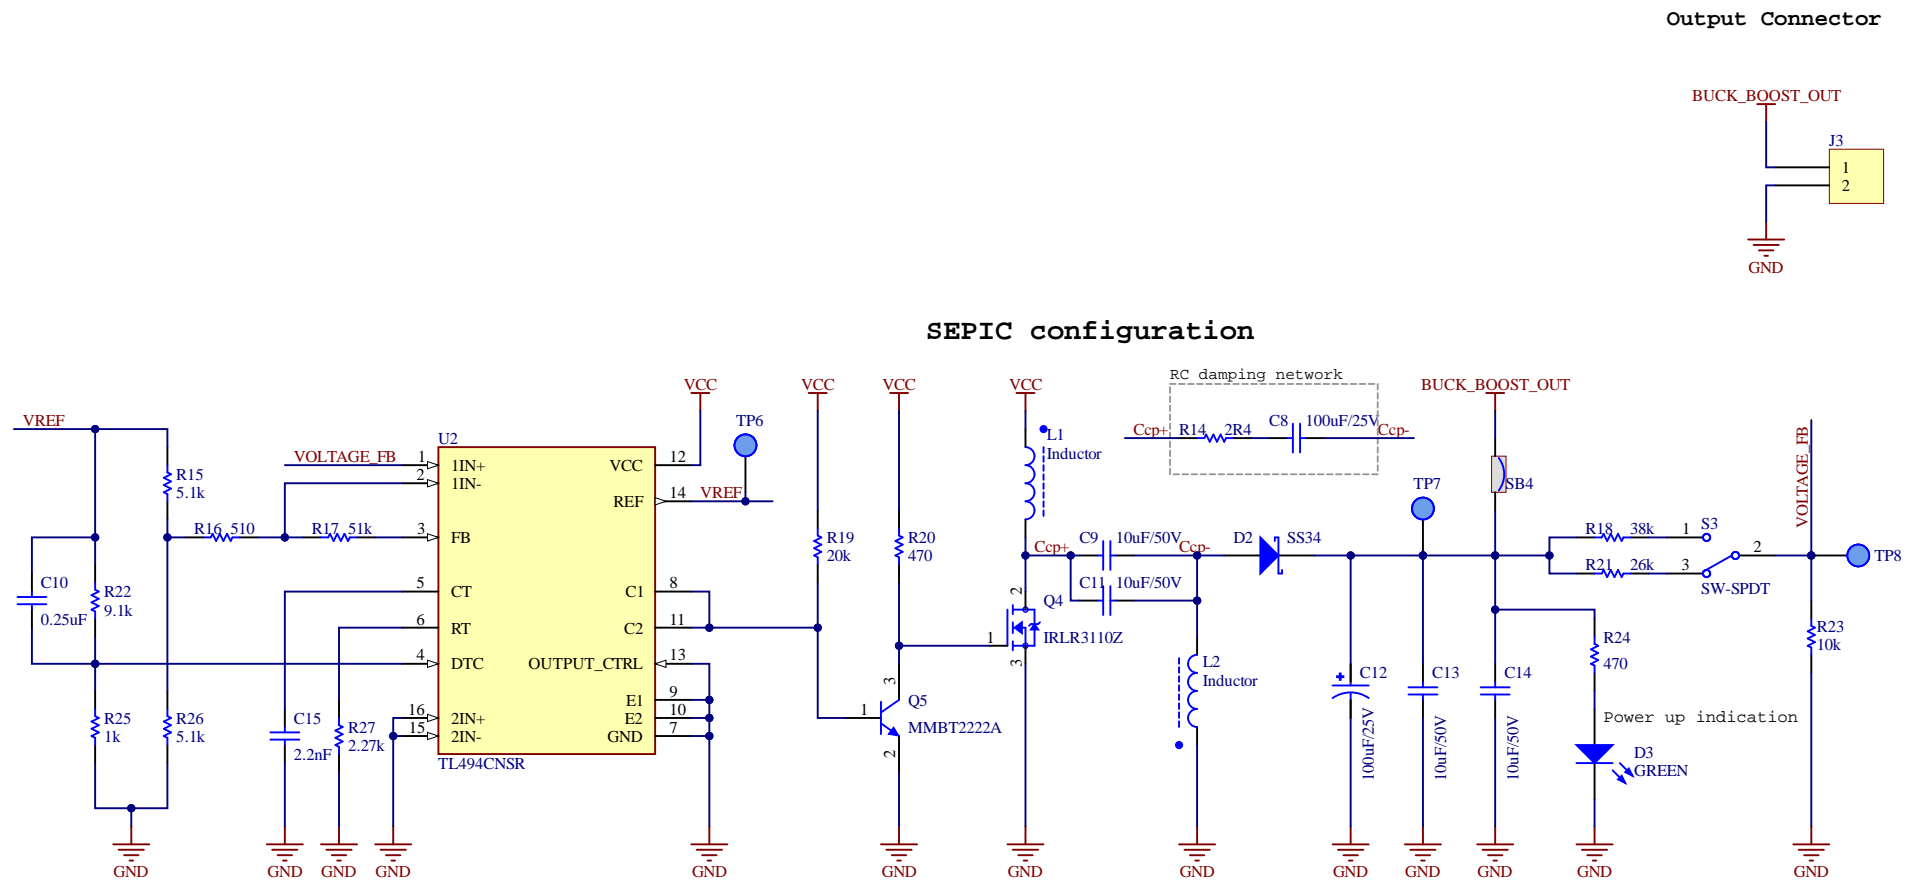 Output Connector
BUCK_BOOST_OUT
J3
1
2
GND
SEPIC configuration
VREF
R15
5.1k
R16 510
R17 51k
C10
0.25uF
R22
9.1k
R25
1k
R26
5.1k
C15
2.2nF
R27
2.27k
GND
GND
GND
GND
VOLTAGE_FB
U2
1 1IN+
2 1IN-
3 FB
5 CT
6 RT
4 DTC
16 2IN+
15 2IN-
VCC 12
REF 14
C1 8
C2 11
OUTPUT_CTRL 13
E1 9
E2 10
GND 7
TL494CNSR
VCC
TP6
VREF
GND
VCC
R19
20k
VCC
R20
470
1
3
2
Q5
MMBT2222A
GND
VCC
L1
Inductor
Ccp+
1
2
3
Q4
IRLR3110Z
GND
RC damping network
Ccp+
R14 2R4
C8 100uF/25V
Ccp-
C9 10uF/50V
C11 10uF/50V
Ccp-
L2
Inductor
GND
D2 SS34
C12
100uF/25V
GND
TP7
C13
10uF/50V
GND
BUCK_BOOST_OUT
SB4
C14
10uF/50V
GND
R24
470
Power up indication
D3
GREEN
GND
R18 38k
R21 26k
1
3
2
S3
SW-SPDT
VOLTAGE_FB
TP8
R23
10k
GND